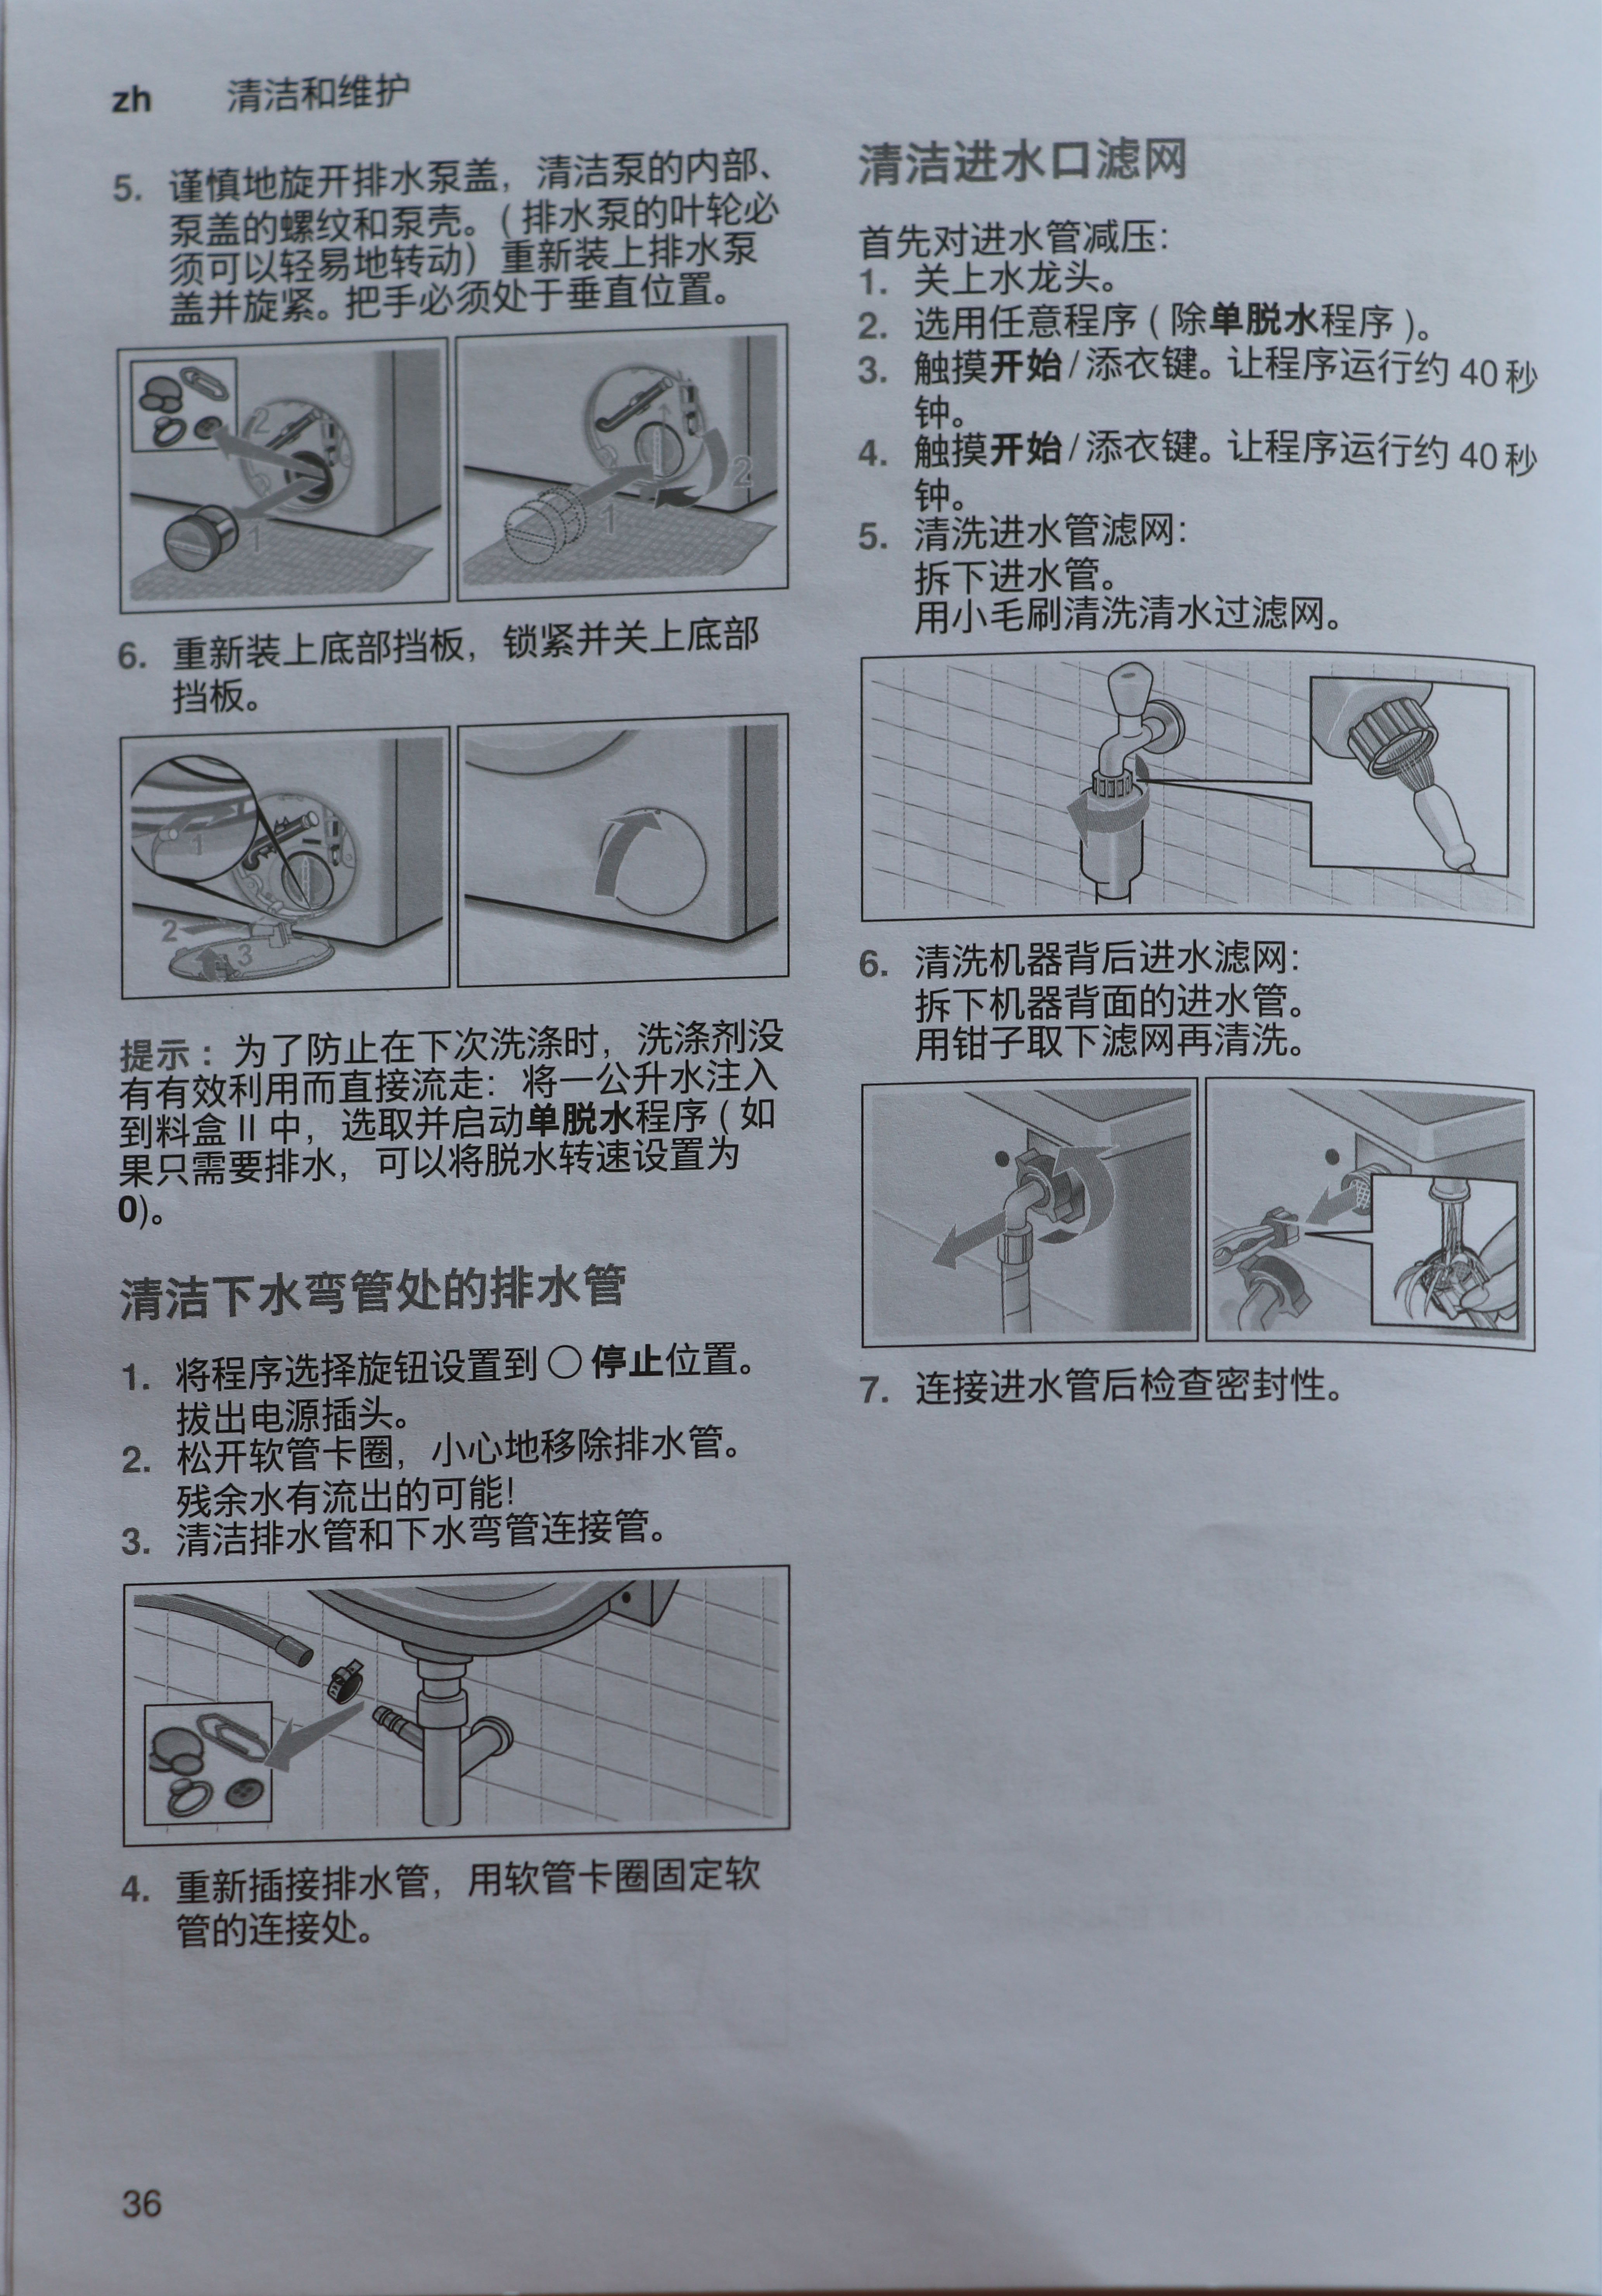 zh 清洁和维护
5. 谨慎地旋开排水泵盖，清洁泵的内部、
泵盖的螺纹和泵壳。(排水泵的叶轮必
须可以轻易地转动) 重新装上排水泵
盖并旋紧。把手必须处于垂直位置。
2
1
1
2
6. 重新装上底部挡板，锁紧并关上底部
挡板。
1
2
3
提示：为了防止在下次洗涤时，洗涤剂没
有有效利用而直接流走：将一公升水注入
到料盒 II 中，选取并启动单脱水程序 (如
果只需要排水，可以将脱水转速设置为
0)。
清洁下水弯管处的排水管
1. 将程序选择旋钮设置到 ○ 停止位置。
拔出电源插头。
2. 松开软管卡圈，小心地移除排水管。
残余水有流出的可能！
3. 清洁排水管和下水弯管连接管。
4. 重新插接排水管，用软管卡圈固定软
管的连接处。
清洁进水口滤网
首先对进水管减压：
1. 关上水龙头。
2. 选用任意程序 (除单脱水程序)。
3. 触摸开始/添衣键。让程序运行约 40 秒
钟。
4. 触摸开始/添衣键。让程序运行约 40 秒
钟。
5. 清洗进水管滤网：
拆下进水管。
用小毛刷清洗清水过滤网。
6. 清洗机器背后进水滤网：
拆下机器背面的进水管。
用钳子取下滤网再清洗。
7. 连接进水管后检查密封性。
36